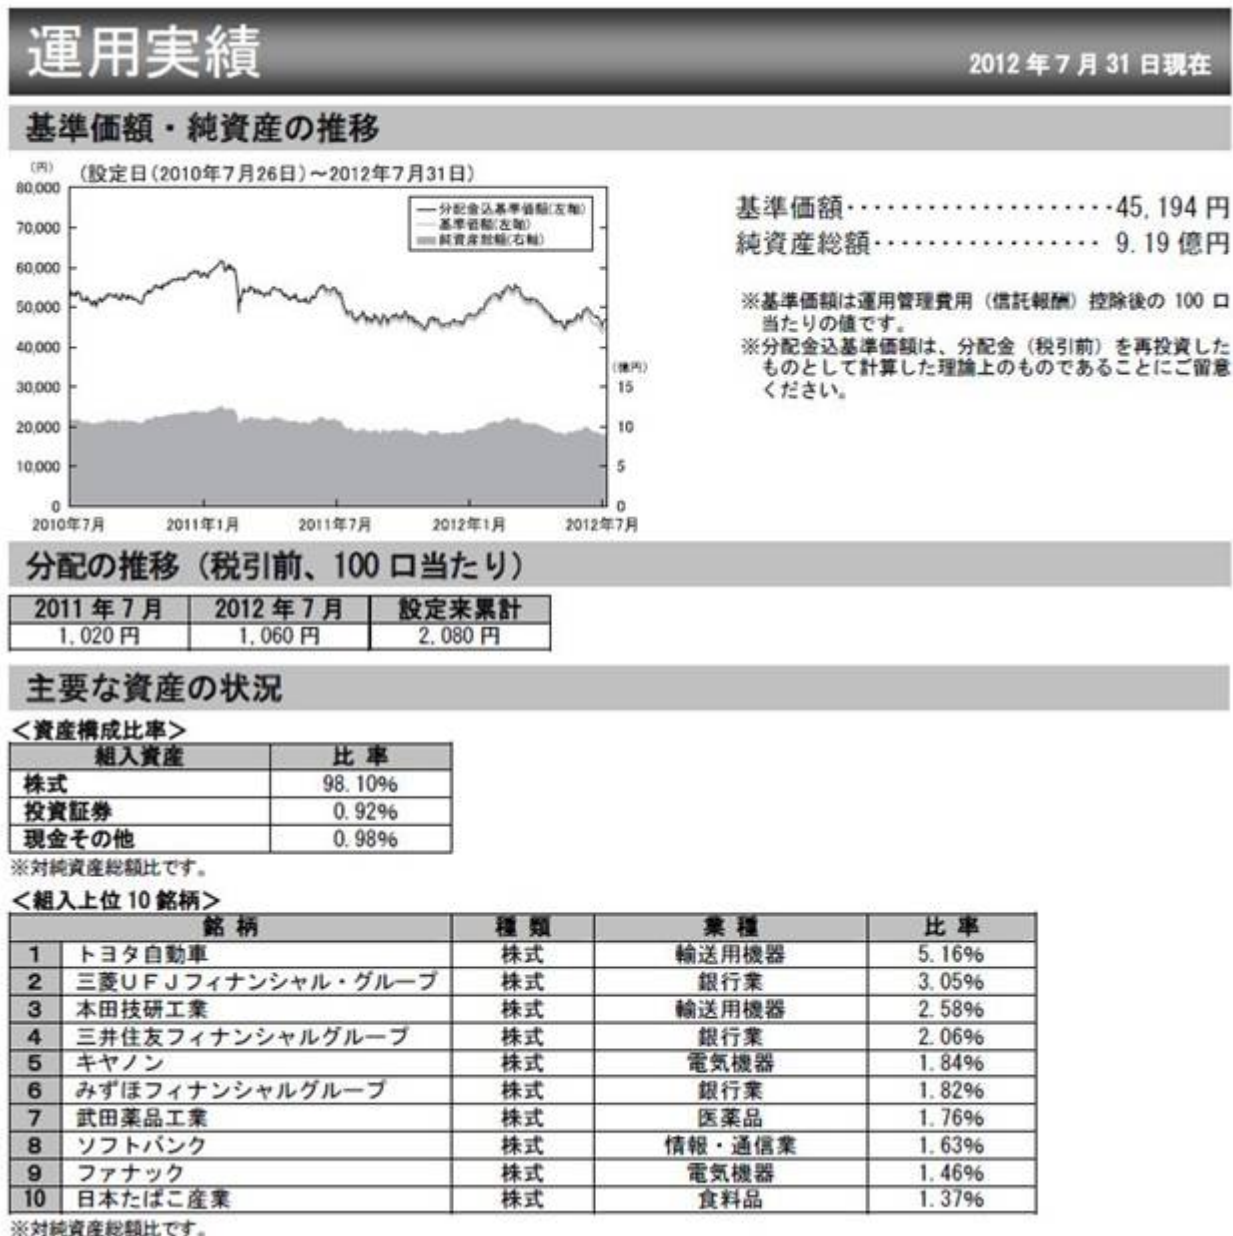 運用実績
2012年7月31日現在
基準価額・純資産の推移
(円)
(設定日(2010年7月26日)～2012年7月31日)
80,000
70,000
60,000
50,000
40,000
30,000
20,000
10,000
0
分配金込基準価額(左軸)
基準価額(左軸)
純資産総額(右軸)
(億円)
15
10
5
0
2010年7月 2011年1月 2011年7月 2012年1月 2012年7月
基準価額・・・・・・・・・・・・・・・・・・・・・45,194円
純資産総額・・・・・・・・・・・・・・・・・・ 9.19億円
※基準価額は運用管理費用（信託報酬）控除後の100口
当たりの値です。
※分配金込基準価額は、分配金（税引前）を再投資した
ものとして計算した理論上のものであることにご留意
ください。
分配の推移（税引前、100口当たり）
2011年7月 2012年7月 設定来累計
1,020円 1,060円 2,080円
主要な資産の状況
＜資産構成比率＞
組入資産 比率
株式 98.10%
投資証券 0.92%
現金その他 0.98%
※対純資産総額比です。
＜組入上位10銘柄＞
銘柄 種類 業種 比率
1 トヨタ自動車 株式 輸送用機器 5.16%
2 三菱UFJフィナンシャル・グループ 株式 銀行業 3.05%
3 本田技研工業 株式 輸送用機器 2.58%
4 三井住友フィナンシャルグループ 株式 銀行業 2.06%
5 キヤノン 株式 電気機器 1.84%
6 みずほフィナンシャルグループ 株式 銀行業 1.82%
7 武田薬品工業 株式 医薬品 1.76%
8 ソフトバンク 株式 情報・通信業 1.63%
9 ファナック 株式 電気機器 1.46%
10 日本たばこ産業 株式 食料品 1.37%
※対純資産総額比です。